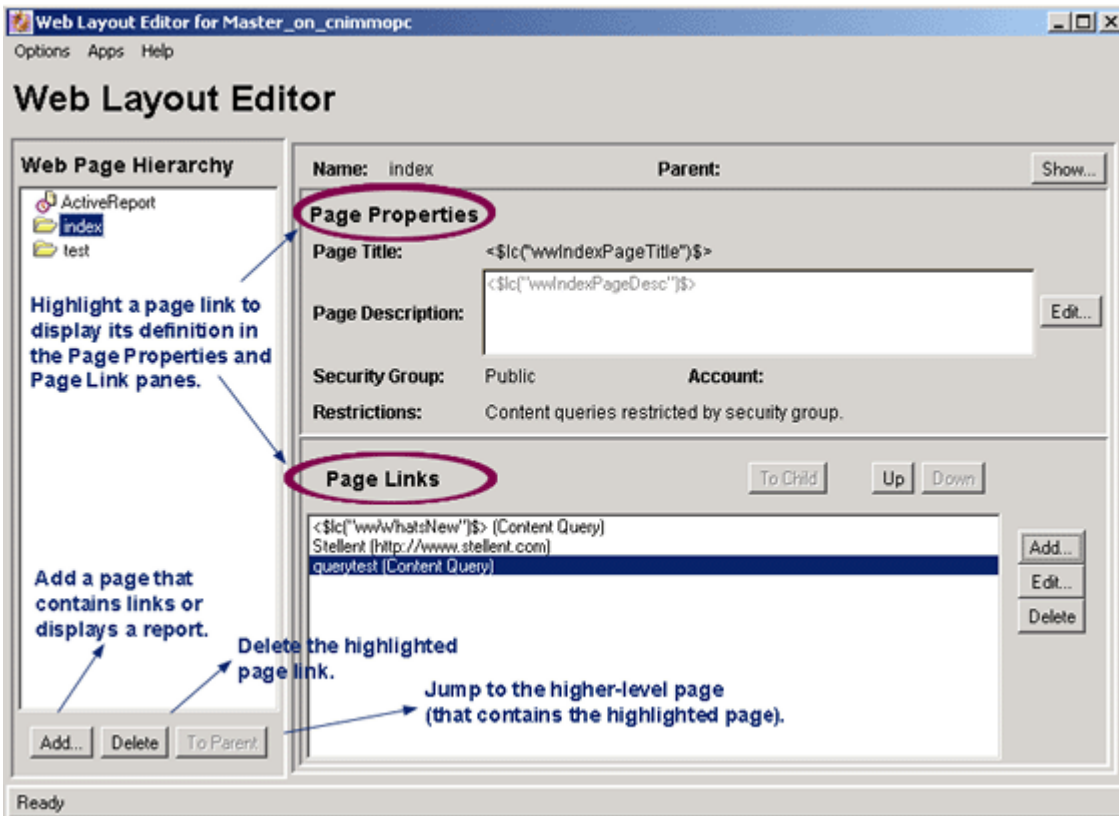 Web Layout Editor for Master_on_cnimmopc
Options Apps Help
Web Layout Editor
Web Page Hierarchy
ActiveReport
index
test
Highlight a page link to
display its definition in
the Page Properties and
Page Link panes.
Add a page that
contains links or
displays a report.
Delete the highlighted
page link.
Jump to the higher-level page
(that contains the highlighted page).
Add... Delete To Parent
Name: index Parent: Show...
Page Properties
Page Title: <$lc("wwIndexPageTitle")$>
Page Description: <$lc("wwIndexPageDesc")$> Edit...
Security Group: Public Account:
Restrictions: Content queries restricted by security group.
Page Links To Child Up Down
<$lc("wwWhatsNew")$> (Content Query)
Stellent (http://www.stellent.com)
querytest (Content Query)
Add...
Edit...
Delete
Ready